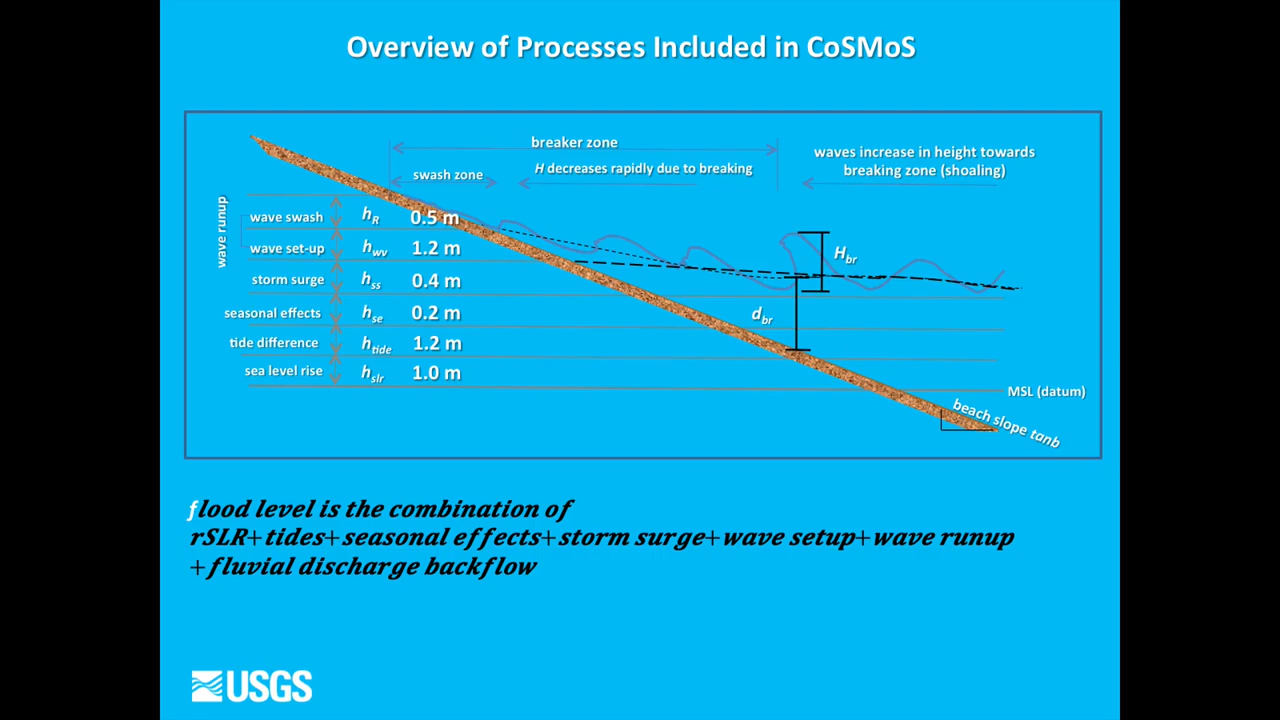 Overview of Processes Included in CoSMoS
breaker zone
waves increase in height towards
breaking zone (shoaling)
swash zone
H decreases rapidly due to breaking
wave runup
wave swash hR 0.5 m
wave set-up hwv 1.2 m
Hbr
storm surge hss 0.4 m
seasonal effects hse 0.2 m
dbr
tide difference htide 1.2 m
sea level rise hslr 1.0 m
MSL (datum)
beach slope tanb
flood level is the combination of
rSLR+tides+seasonal effects+storm surge+wave setup+wave runup
+fluvial discharge backflow
USGS